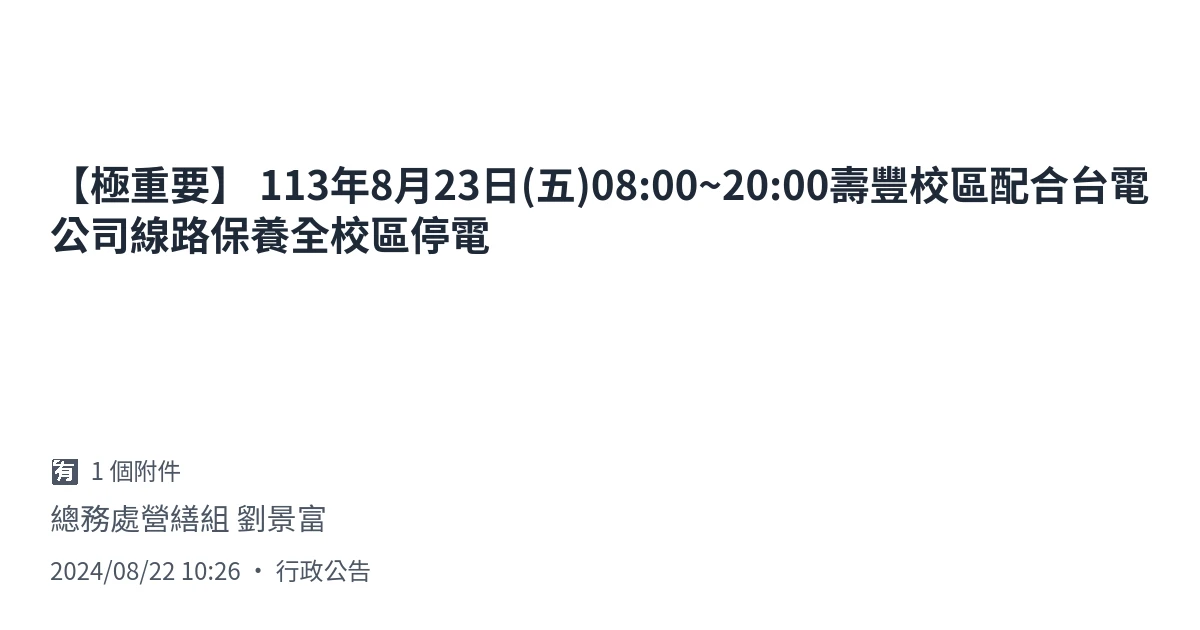 【極重要】 113年8月23日(五)08:00~20:00壽豐校區配合台電
公司線路保養全校區停電
有 1 個附件
總務處營繕組 劉景富
2024/08/22 10:26 • 行政公告